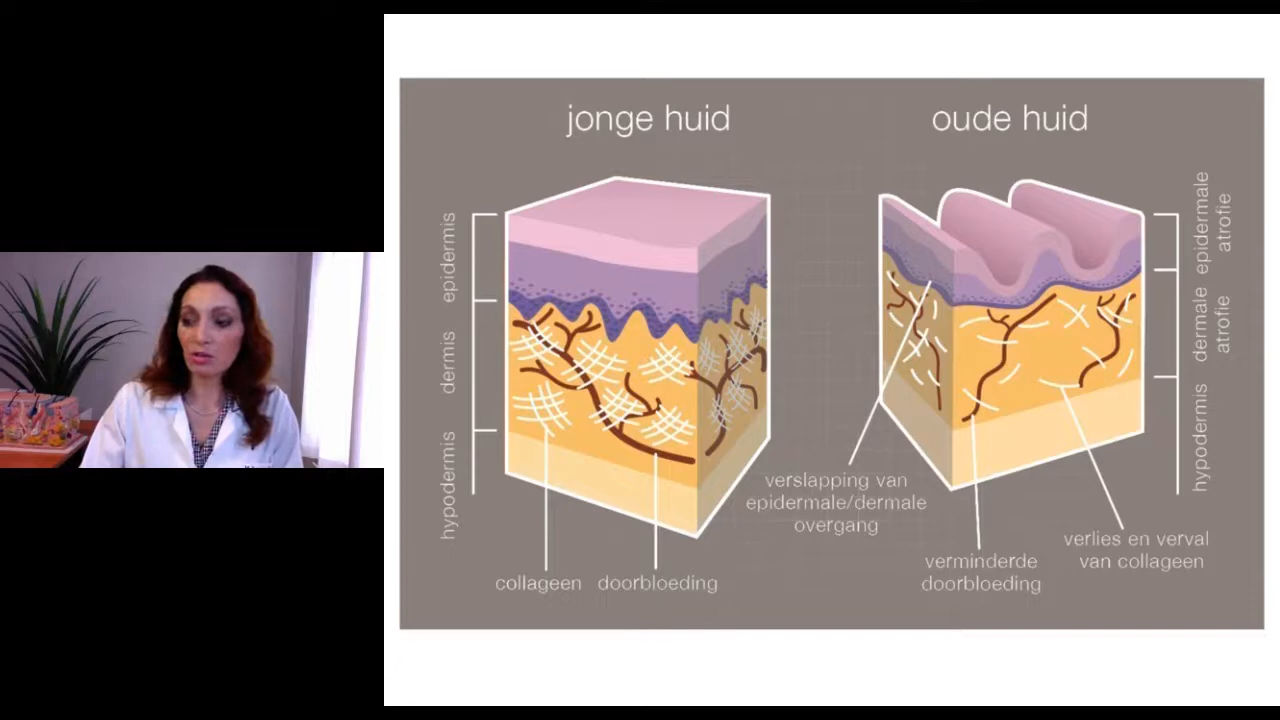 jonge huid
oude huid
epidermis
dermis
hypodermis
collageen
doorbloeding
epidermale
atrofie
dermale
atrofie
hypodermis
verslapping van
epidermale/dermale
overgang
verminderde
doorbloeding
verlies en verval
van collageen